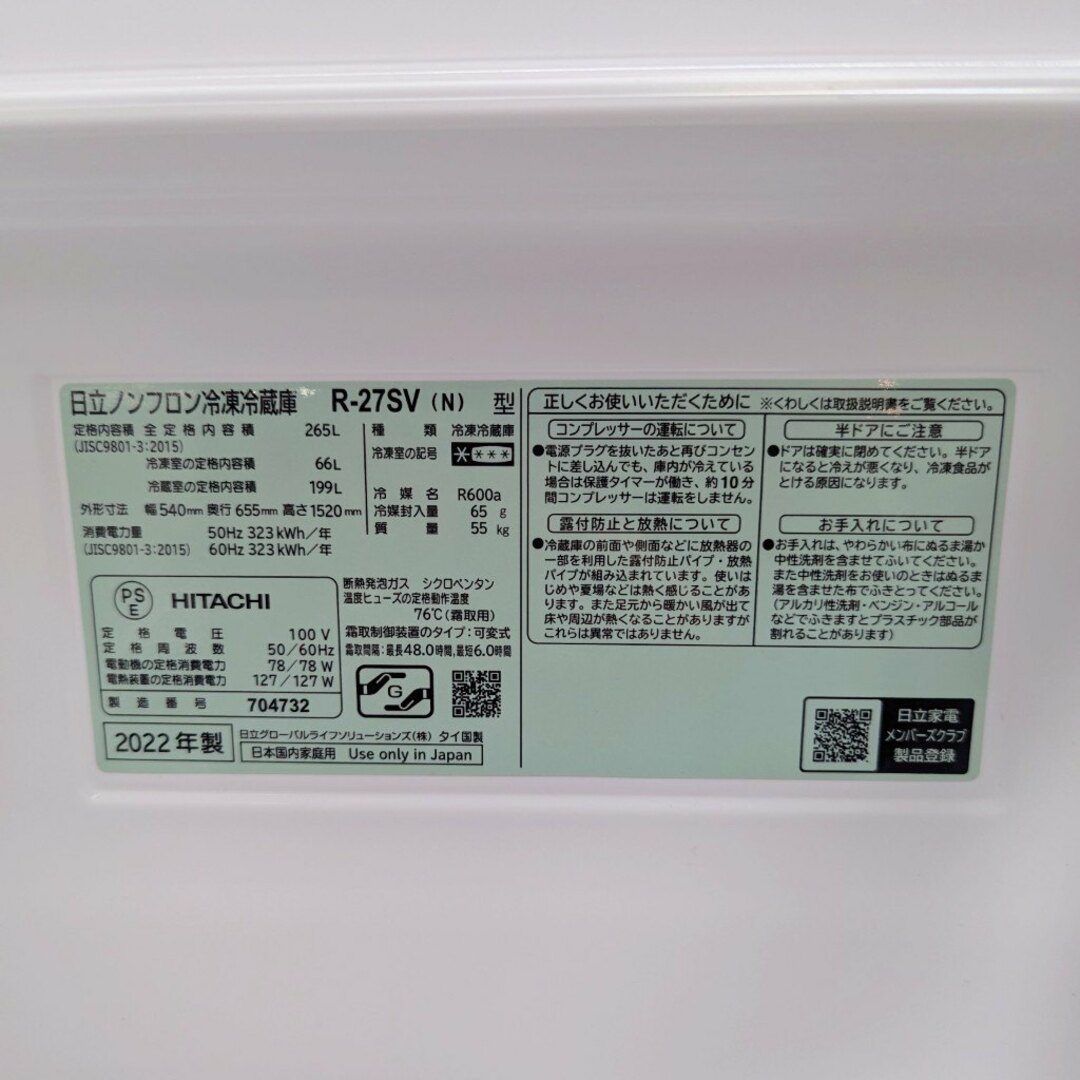 日立ノンフロン冷凍冷蔵庫 R-27SV (N) 型
定格内容積 全定格内容積 265L
(JISC9801-3:2015)
冷凍室の定格内容積 66L
冷蔵室の定格内容積 199L
外形寸法 幅540mm奥行655mm高さ1520mm
消費電力量 50Hz 323kWh/年
(JISC9801-3:2015) 60Hz 323kWh/年
種類 冷凍冷蔵庫
冷凍室の記号 ****
冷媒名 R600a
冷媒封入量 65 g
質量 55 kg
PS
E
HITACHI
定格電圧 100V
定格周波数 50/60Hz
電動機の定格消費電力 78/78W
電熱装置の定格消費電力 127/127W
製造番号 704732
断熱発泡ガス シクロペンタン
温度ヒューズの定格動作温度
76℃(霜取用)
霜取制御装置のタイプ:可変式
霜取間隔:最長48.0時間,最短6.0時間
G
2022年製
日立グローバルライフソリューションズ(株) タイ国製
日本国内家庭用 Use only in Japan
正しくお使いいただくために ※くわしくは取扱説明書をご覧ください。
コンプレッサーの運転について
●電源プラグを抜いたあと再びコンセン
トに差し込んでも、庫内が冷えている
場合は保護タイマーが働き、約10分
間コンプレッサーは運転をしません。
露付防止と放熱について
●冷蔵庫の前面や側面などに放熱器の
一部を利用した露付防止パイプ・放熱
パイプが組み込まれています。使いは
じめや夏場などは熱く感じることがあ
ります。また足元から暖かい風が出て
床や周辺が熱くなることがありますが
これらは異常ではありません。
半ドアにご注意
●ドアは確実に閉めてください。半ドア
になると冷えが悪くなり、冷凍食品が
とける原因になります。
お手入れについて
●お手入れは、やわらかい布にぬるま湯か
中性洗剤を含ませてふいてください。
また中性洗剤をお使いのときはぬるま
湯を含ませた布でふきとってください。
(アルカリ性洗剤・ベンジン・アルコール
などでふきますとプラスチック部品が
割れることがあります)
日立家電
メンバーズクラブ
製品登録